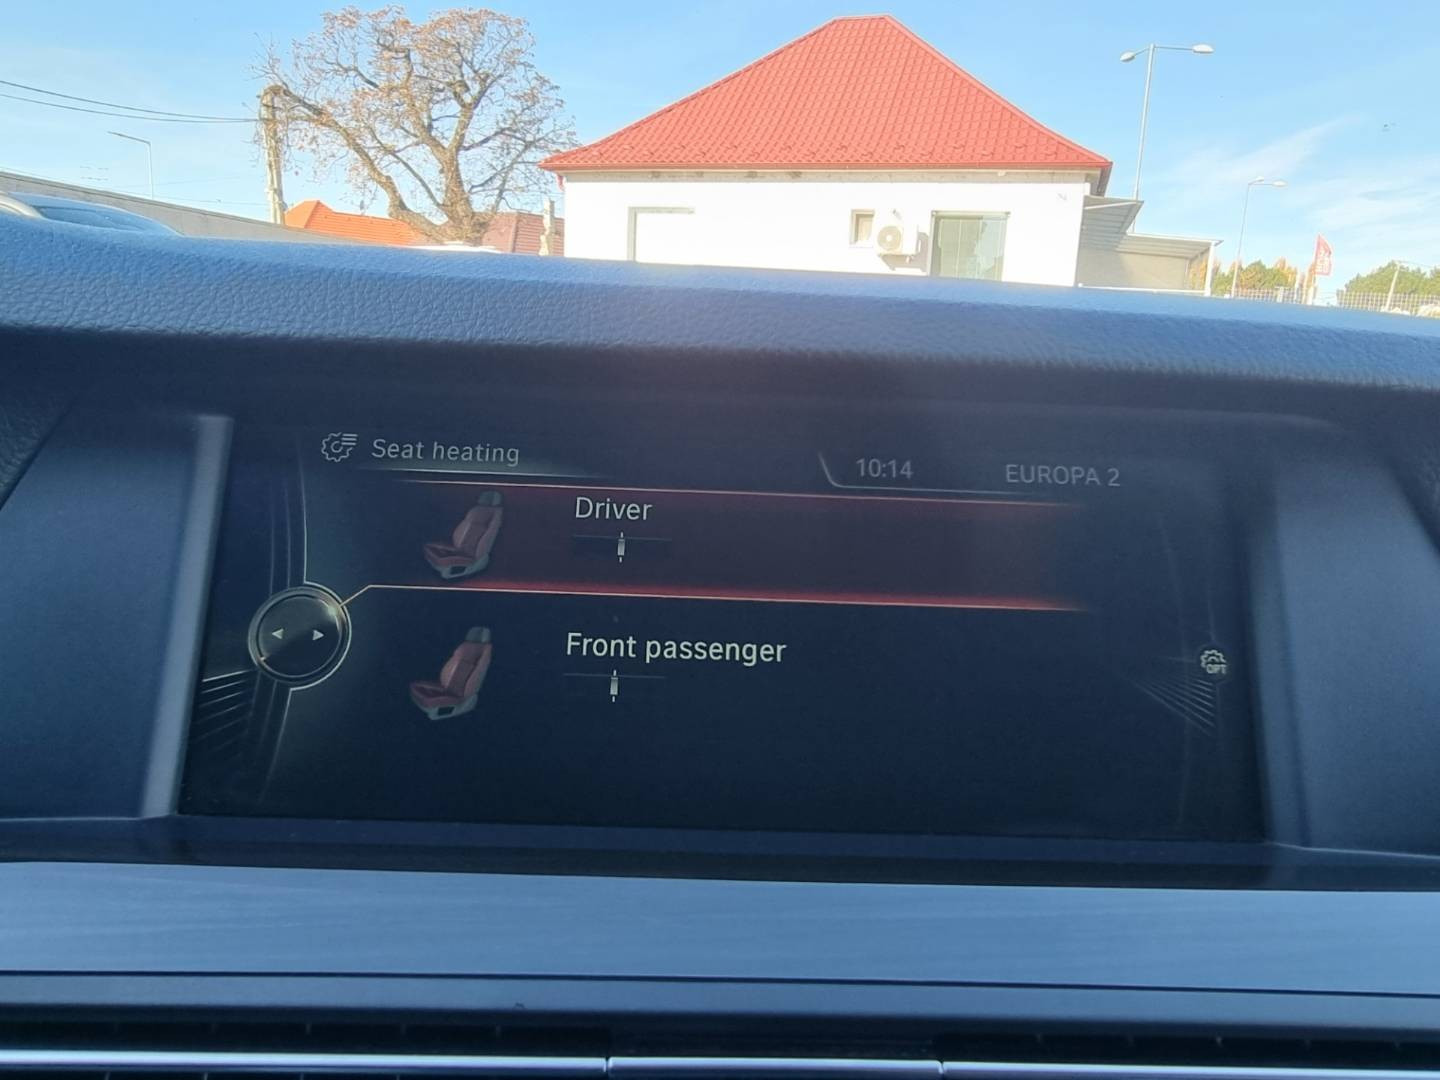 Seat heating
10:14
EUROPA 2
Driver
Front passenger
OPT